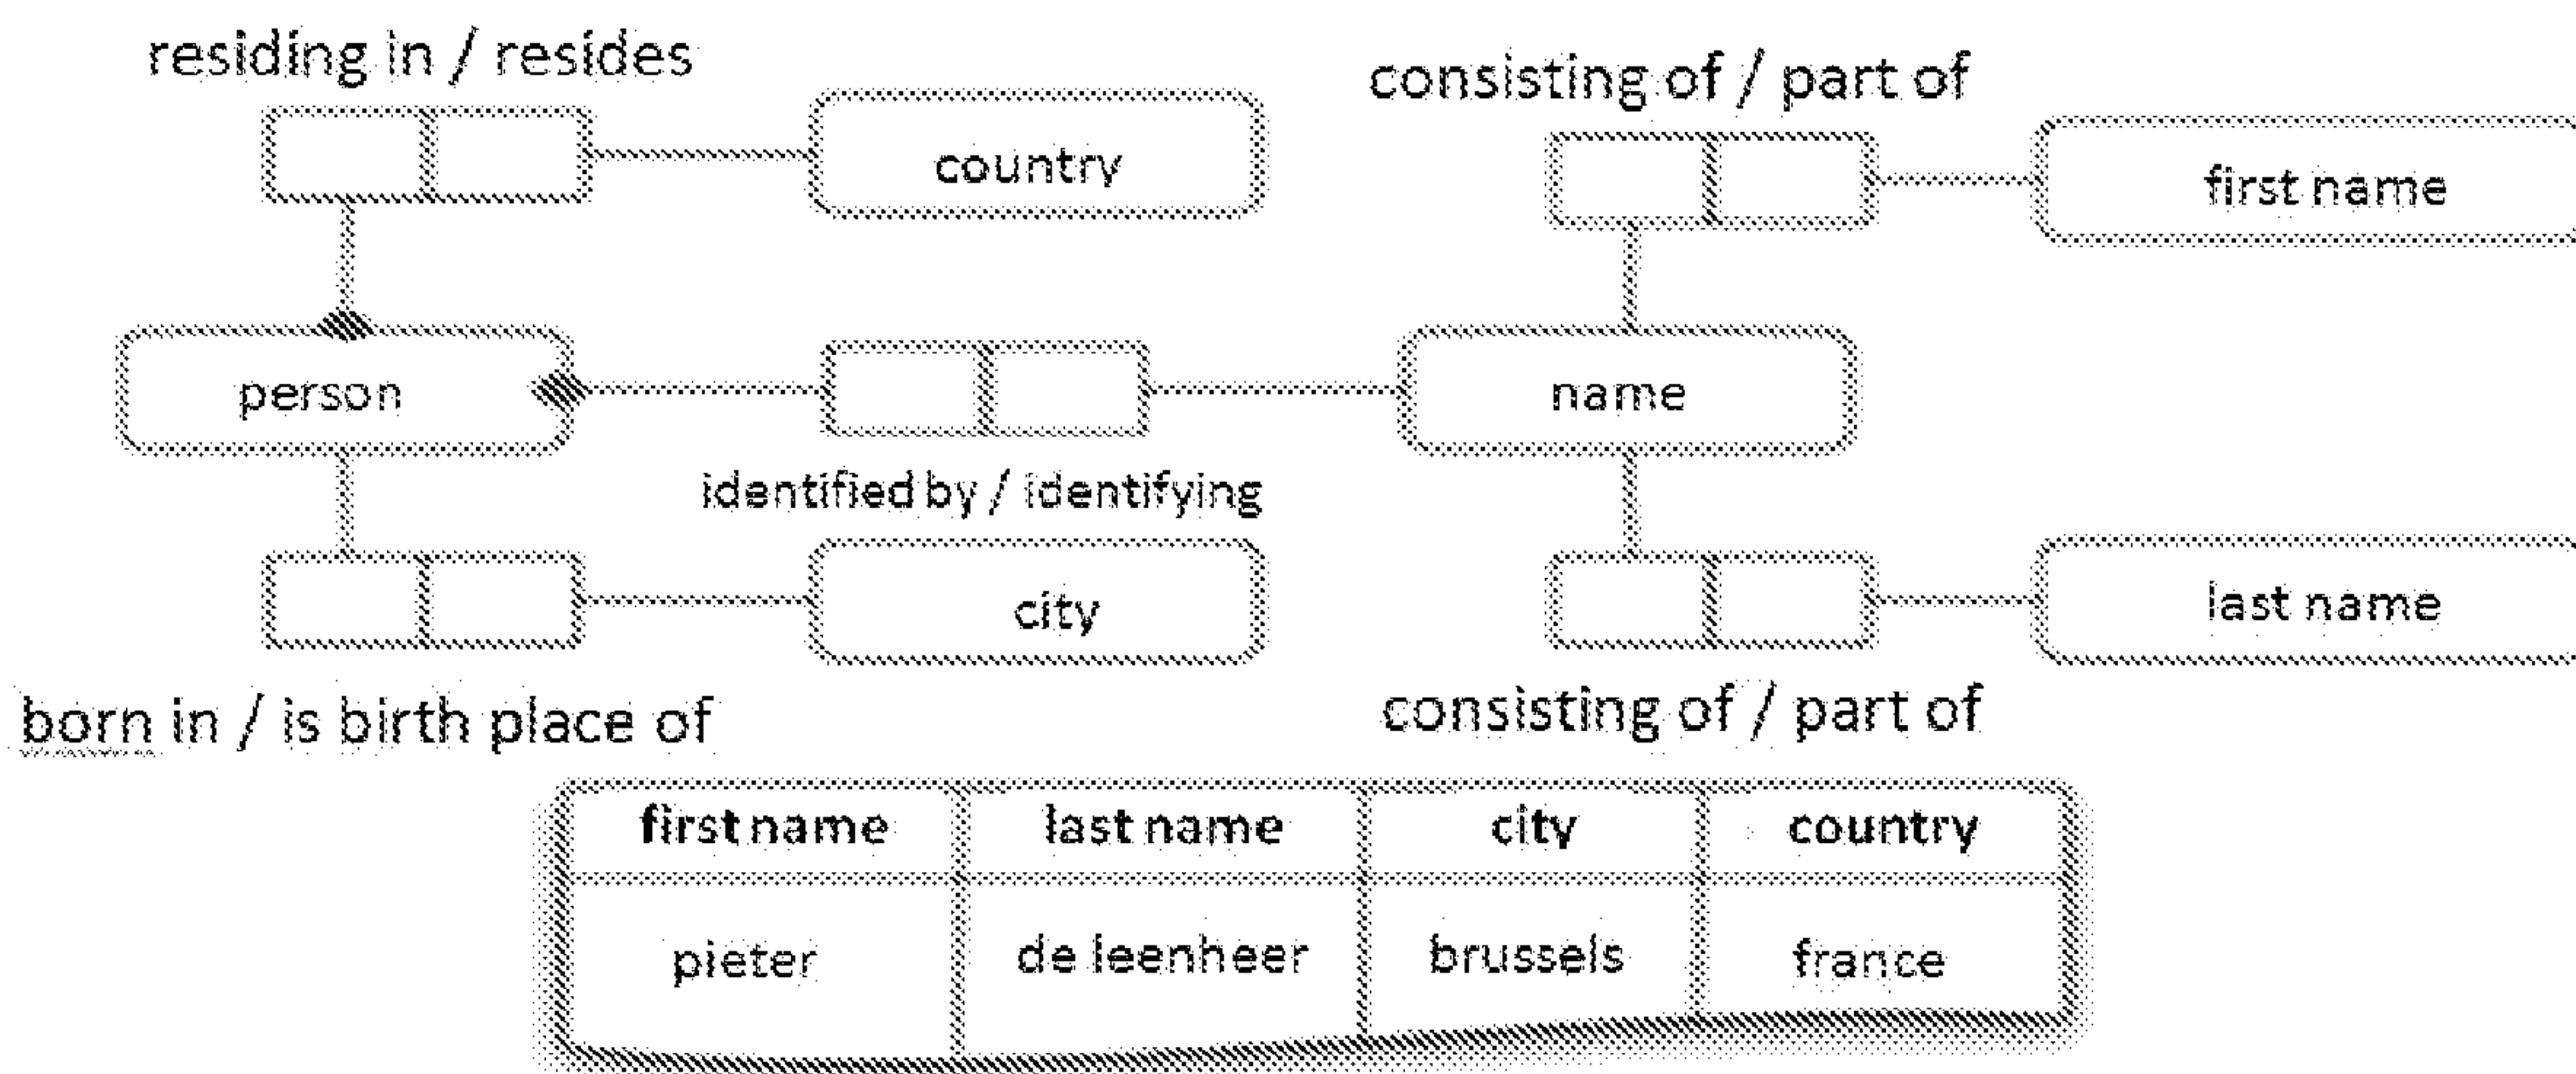 residing in / resides
consisting of / part of
country
first name
person
name
identified by / identifying
city
last name
born in / is birth place of
consisting of / part of
first name last name city country
pieter de leenheer brussels france